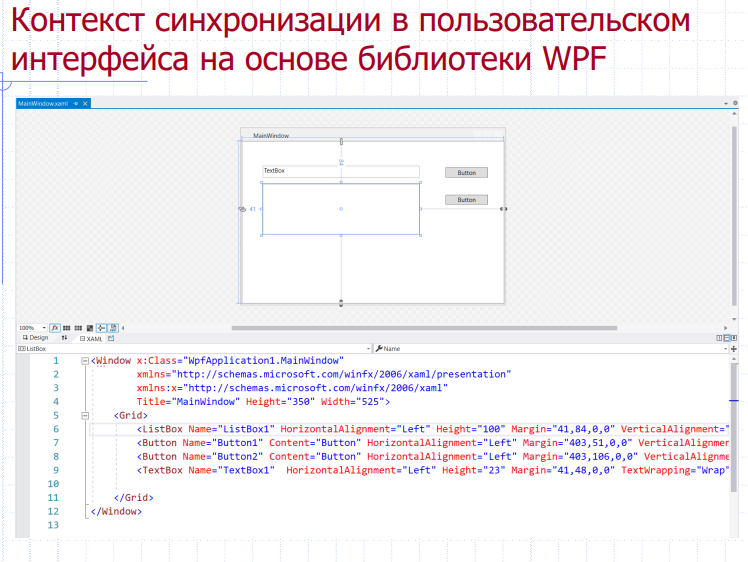 Контекст синхронизации в пользовательском
интерфейса на основе библиотеки WPF
MainWindow.xaml
MainWindow
84
TextBox
Button
Button
41
100%
fx
Design
XAML
ListBox
Name
1 <Window x:Class="WpfApplication1.MainWindow"
2 xmlns="http://schemas.microsoft.com/winfx/2006/xaml/presentation"
3 xmlns:x="http://schemas.microsoft.com/winfx/2006/xaml"
4 Title="MainWindow" Height="350" Width="525">
5 <Grid>
6 <ListBox Name="ListBox1" HorizontalAlignment="Left" Height="100" Margin="41,84,0,0" VerticalAlignment="
7 <Button Name="Button1" Content="Button" HorizontalAlignment="Left" Margin="403,51,0,0" VerticalAlignmer
8 <Button Name="Button2" Content="Button" HorizontalAlignment="Left" Margin="403,106,0,0" VerticalAlignme
9 <TextBox Name="TextBox1" HorizontalAlignment="Left" Height="23" Margin="41,48,0,0" TextWrapping="Wrap"
10
11 </Grid>
12 </Window>
13